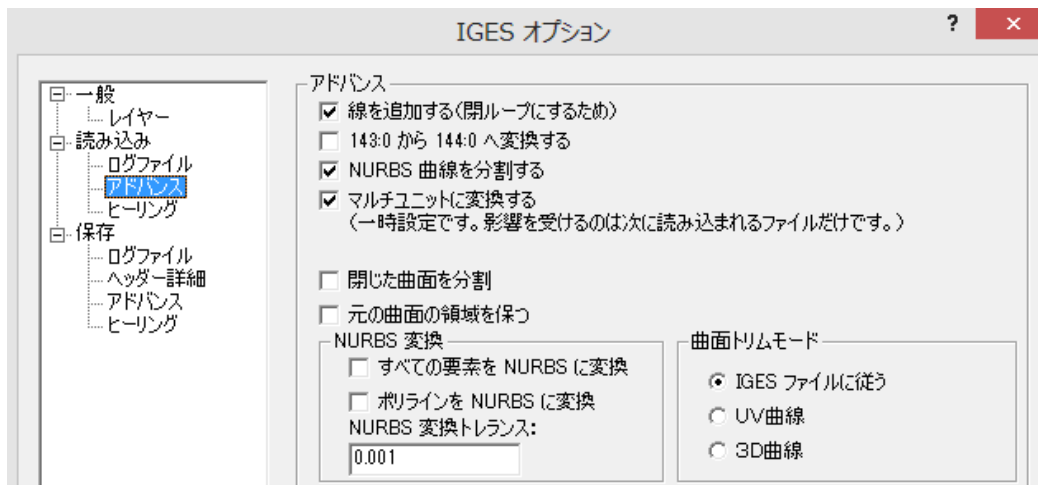 IGES オプション
?
×
一般
レイヤー
読み込み
ログファイル
アドバンス
ヒーリング
保存
ログファイル
ヘッダー詳細
アドバンス
ヒーリング
アドバンス
線を追加する(閉ループにするため)
143:0 から 144:0 へ変換する
NURBS 曲線を分割する
マルチユニットに変換する
(一時設定です。影響を受けるのは次に読み込まれるファイルだけです。)
閉じた曲面を分割
元の曲面の領域を保つ
NURBS 変換
すべての要素を NURBS に変換
ポリラインを NURBS に変換
NURBS 変換トレランス:
0.001
曲面トリムモード
IGES ファイルに従う
UV曲線
3D曲線